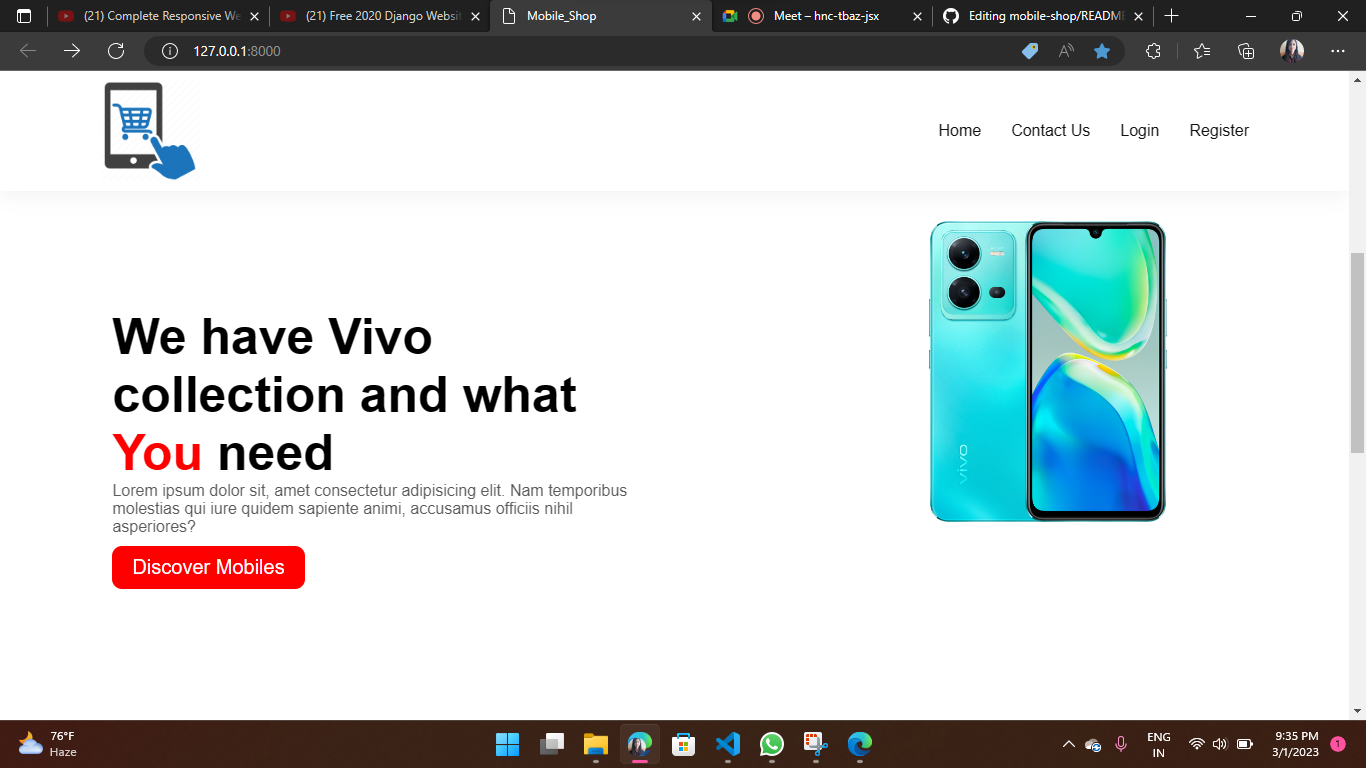 (21) Complete Responsive We
(21) Free 2020 Django Websit
Mobile_Shop
Meet – hnc-tbaz-jsx
Editing mobile-shop/README
127.0.0.1:8000
Home
Contact Us
Login
Register
We have Vivo
collection and what
You need
Lorem ipsum dolor sit, amet consectetur adipisicing elit. Nam temporibus
molestias qui iure quidem sapiente animi, accusamus officiis nihil
asperiores?
Discover Mobiles
vivo
76°F
Haze
ENG
IN
9:35 PM
3/1/2023
1